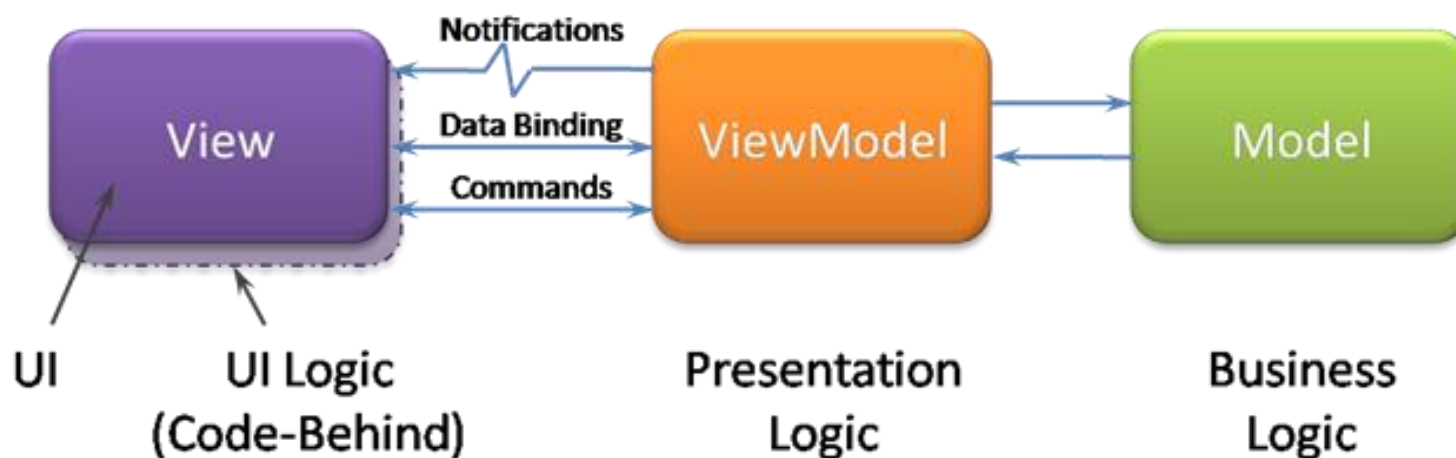 Notifications
View
Data Binding
ViewModel
Model
Commands
UI
UI Logic
(Code-Behind)
Presentation
Logic
Business
Logic